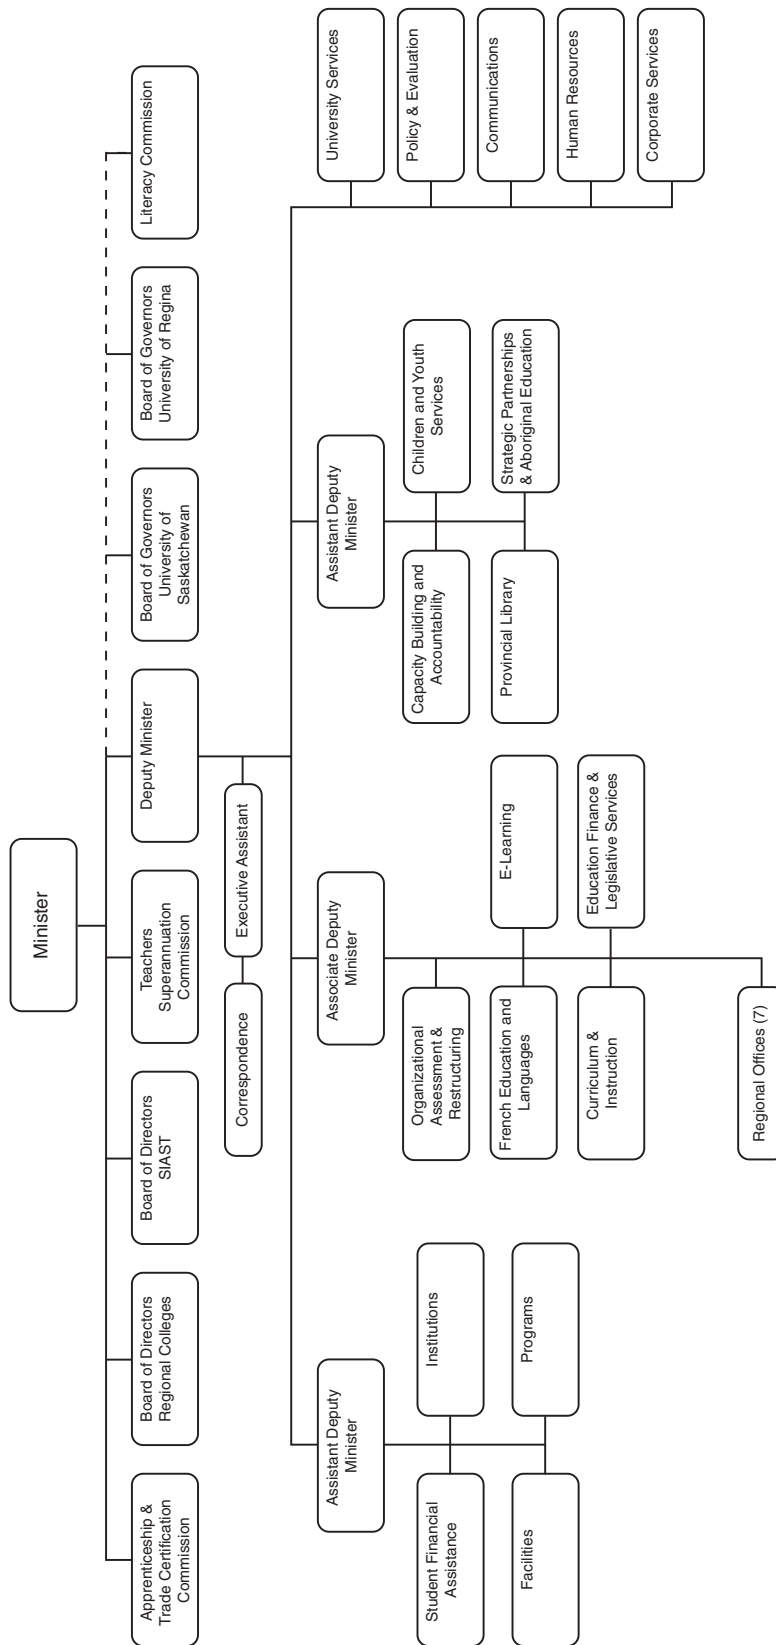 Minister
Apprenticeship &
Trade Certification
Commission
Board of Directors
Regional Colleges
Board of Directors
SIAST
Teachers
Superannuation
Commission
Deputy Minister
Board of Governors
University of
Saskatchewan
Board of Governors
University of Regina
Literacy Commission
Correspondence
Executive Assistant
Assistant Deputy
Minister
Associate Deputy
Minister
Assistant Deputy
Minister
University Services
Policy & Evaluation
Communications
Human Resources
Corporate Services
Student Financial
Assistance
Institutions
Facilities
Programs
Organizational
Assessment &
Restructuring
French Education and
Languages
E-Learning
Curriculum &
Instruction
Education Finance &
Legislative Services
Regional Offices (7)
Capacity Building and
Accountability
Children and Youth
Services
Provincial Library
Strategic Partnerships
& Aboriginal Education